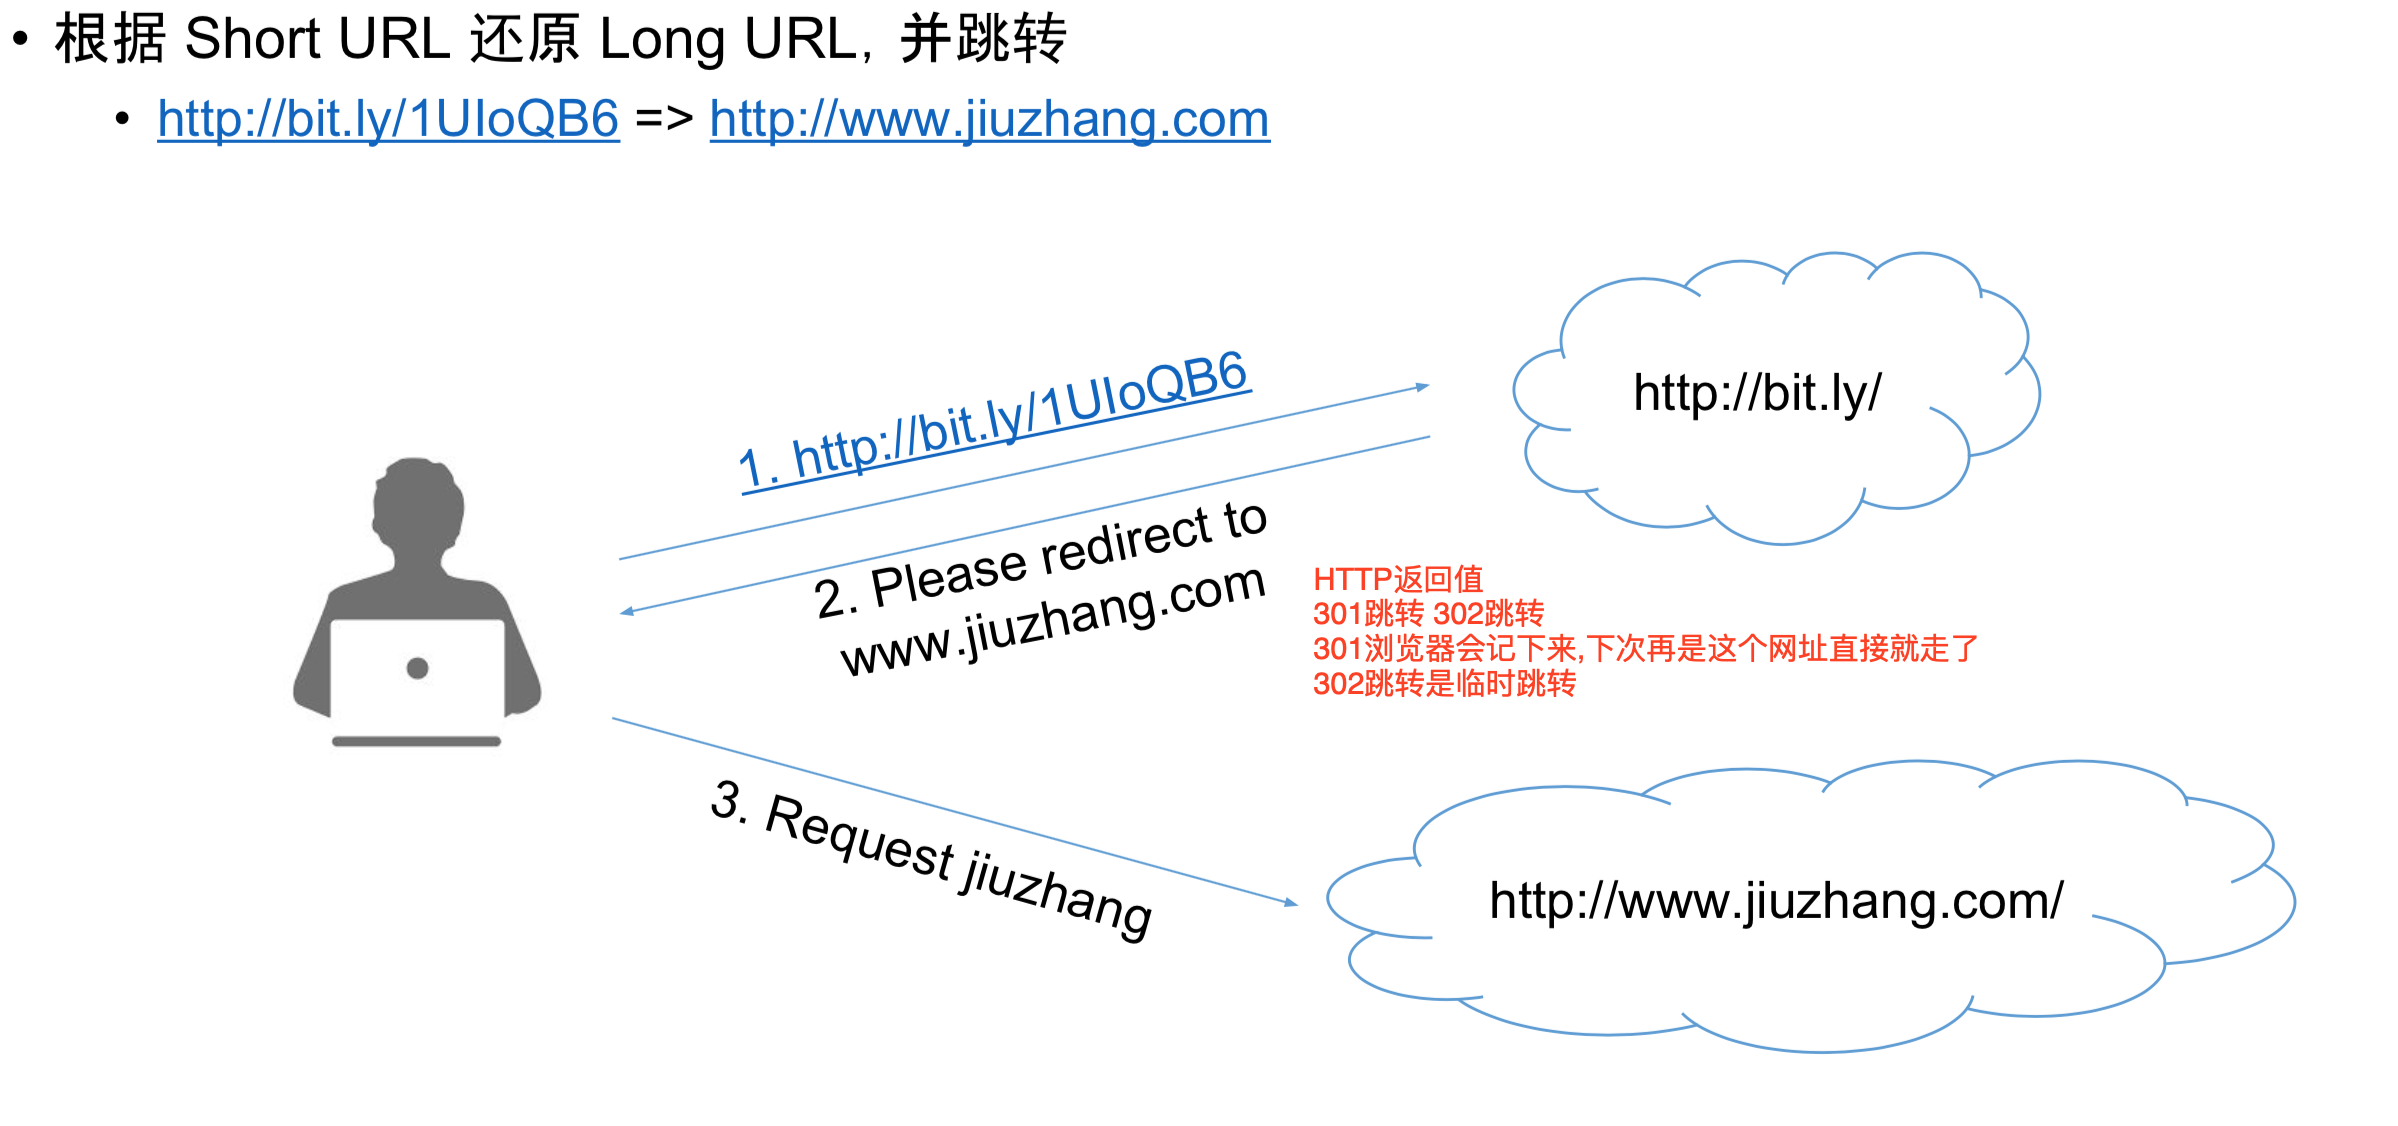 • 根据 Short URL 还原 Long URL，并跳转
• http://bit.ly/1UIoQB6 => http://www.jiuzhang.com
1. http://bit.ly/1UIoQB6
http://bit.ly/
2. Please redirect to
www.jiuzhang.com
HTTP返回值
301跳转 302跳转
301浏览器会记下来,下次再是这个网址直接就走了
302跳转是临时跳转
3. Request jiuzhang
http://www.jiuzhang.com/